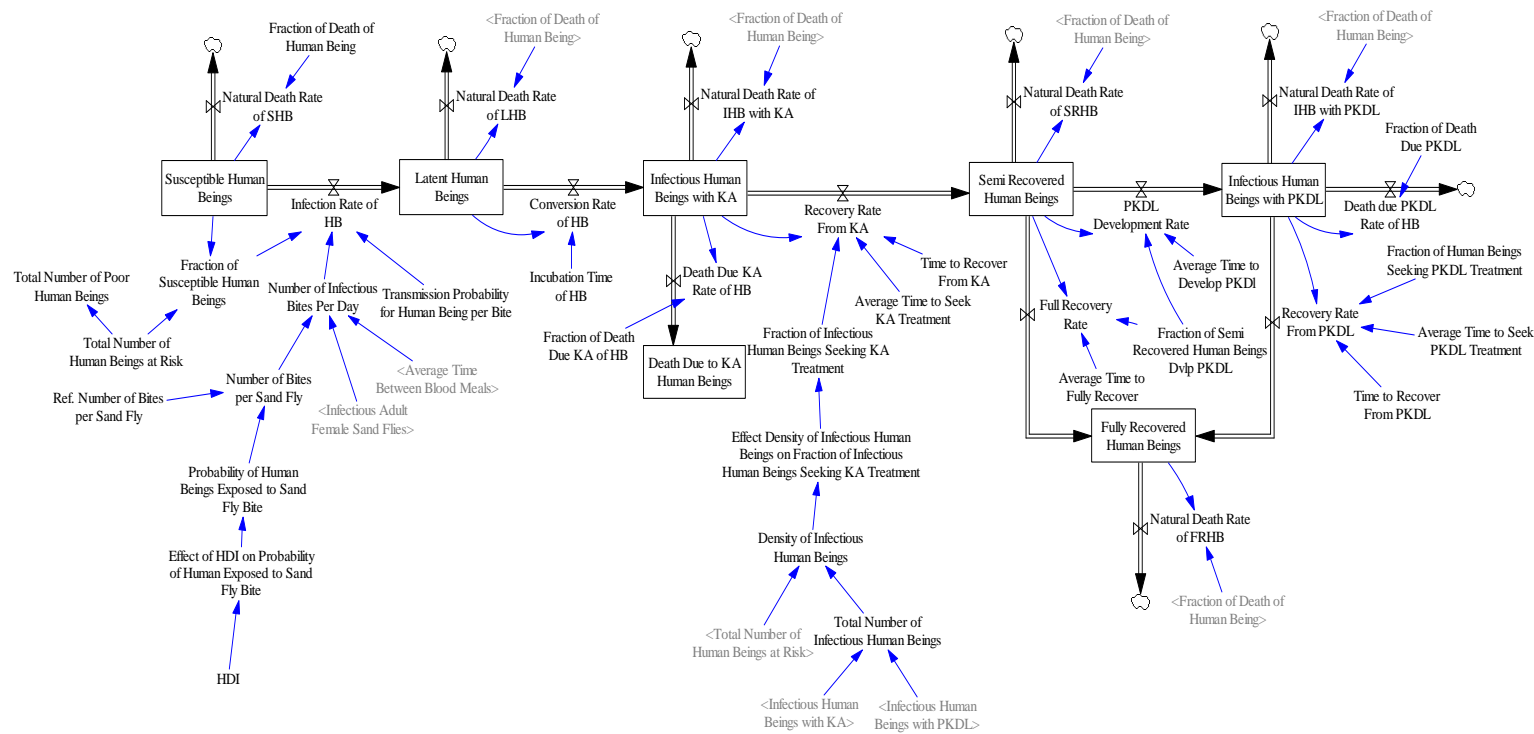 Fraction of Death of
Human Being
<Fraction of Death of
Human Being>
<Fraction of Death of
Human Being>
<Fraction of Death of
Human Being>
<Fraction of Death of
Human Being>
Natural Death Rate
of SHB
Natural Death Rate
of LHB
Natural Death Rate of
IHB with KA
Natural Death Rate
of SRHB
Natural Death Rate of
IHB with PKDL
Fraction of Death
Due PKDL
Susceptible Human
Beings
Latent Human
Beings
Infectious Human
Beings with KA
Semi Recovered
Human Beings
Infectious Human
Beings with PKDL
Infection Rate of
HB
Conversion Rate
of HB
Recovery Rate
From KA
PKDL
Development Rate
Death due PKDL
Rate of HB
Fraction of
Susceptible Human
Beings
Total Number of Poor
Human Beings
Total Number of
Human Beings at Risk
Number of Infectious
Bites Per Day
Transmission Probability
for Human Being per Bite
Incubation Time
of HB
Death Due KA
Rate of HB
Fraction of Death
Due KA of HB
Death Due to KA
Human Beings
Time to Recover
From KA
Average Time to Seek
KA Treatment
Fraction of Infectious
Human Beings Seeking KA
Treatment
Average Time to
Develop PKDl
Full Recovery
Rate
Fraction of Semi
Recovered Human Beings
Dvlp PKDL
Average Time to
Fully Recover
Fraction of Human Beings
Seeking PKDL Treatment
Recovery Rate
From PKDL
Average Time to Seek
PKDL Treatment
Time to Recover
From PKDL
Ref. Number of Bites
per Sand Fly
Number of Bites
per Sand Fly
<Average Time
Between Blood Meals>
<Infectious Adult
Female Sand Flies>
Fully Recovered
Human Beings
Effect Density of Infectious Human
Beings on Fraction of Infectious
Human Beings Seeking KA Treatment
Probability of Human
Beings Exposed to Sand
Fly Bite
Natural Death Rate
of FRHB
<Fraction of Death of
Human Being>
Density of Infectious
Human Beings
Effect of HDI on Probability
of Human Exposed to Sand
Fly Bite
<Total Number of
Human Beings at Risk>
Total Number of
Infectious Human Beings
HDI
<Infectious Human
Beings with KA>
<Infectious Human
Beings with PKDL>